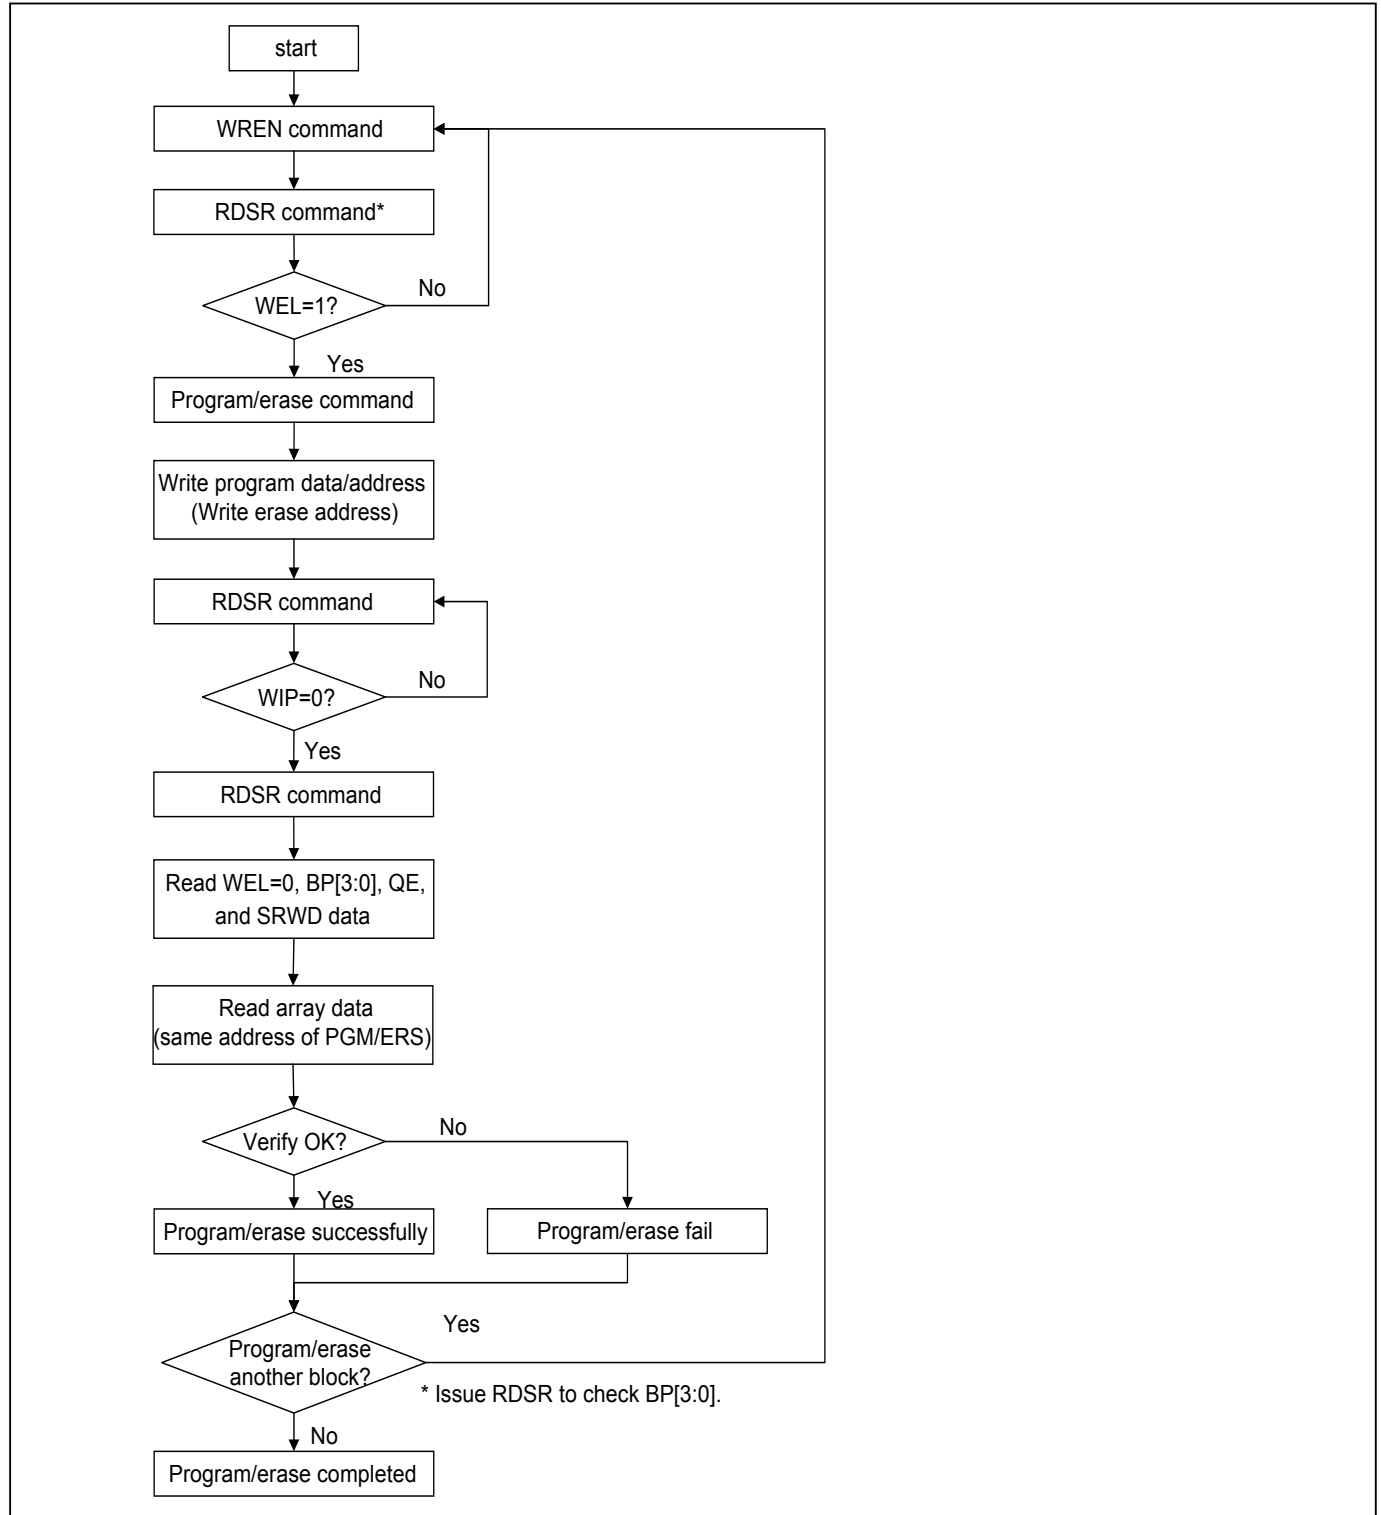 start
WREN command
RDSR command*
WEL=1?
No
Yes
Program/erase command
Write program data/address
(Write erase address)
RDSR command
WIP=0?
No
Yes
RDSR command
Read WEL=0, BP[3:0], QE,
and SRWD data
Read array data
(same address of PGM/ERS)
Verify OK?
No
Yes
Program/erase successfully
Program/erase fail
Yes
Program/erase
another block?
* Issue RDSR to check BP[3:0].
No
Program/erase completed